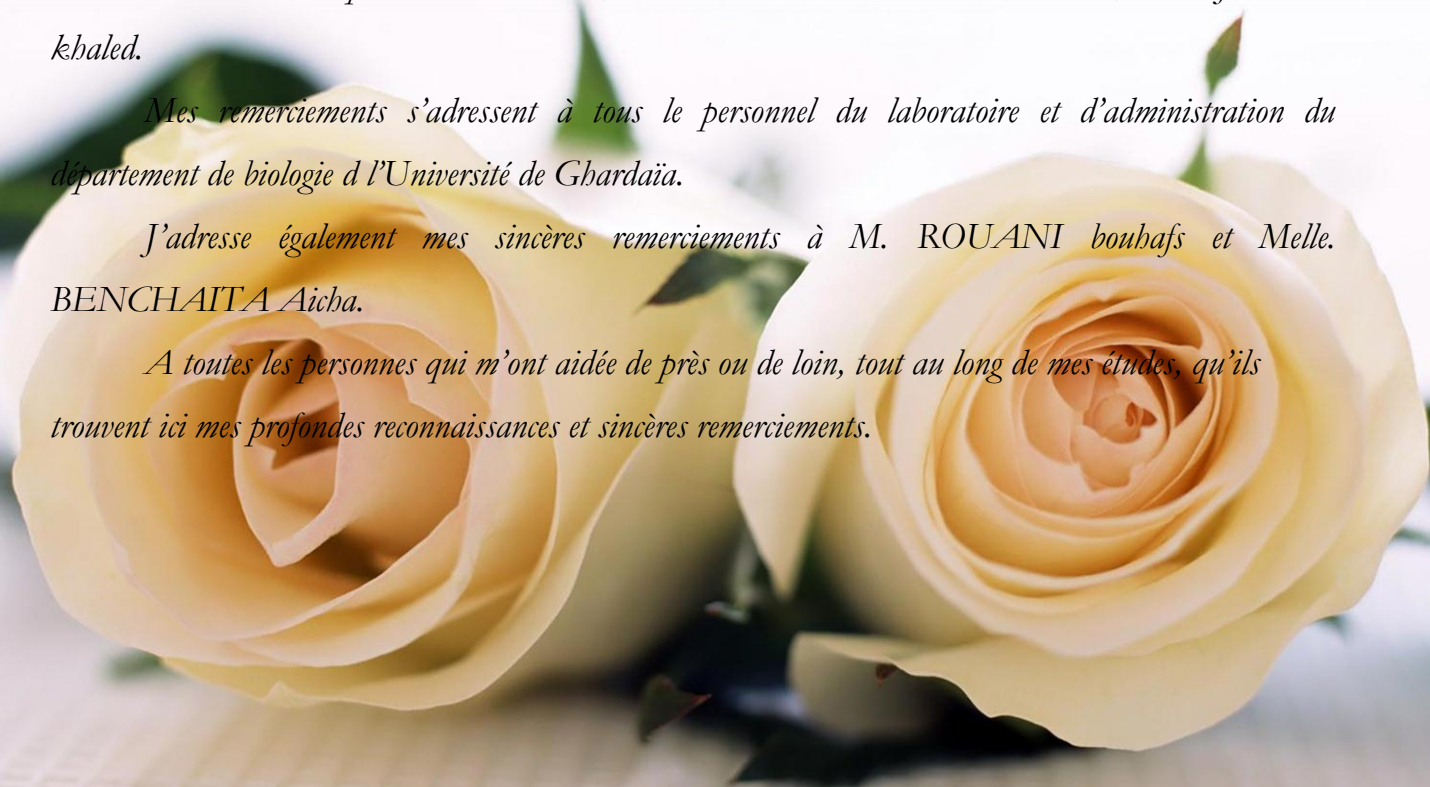 khaled.
Mes remerciements s’adressent à tous le personnel du laboratoire et d’administration du
département de biologie d l’Université de Ghardaïa.
J’adresse également mes sincères remerciements à M. ROUANI bouhafs et Melle.
BENCHAITA Aicha.
A toutes les personnes qui m’ont aidée de près ou de loin, tout au long de mes études, qu’ils
trouvent ici mes profondes reconnaissances et sincères remerciements.